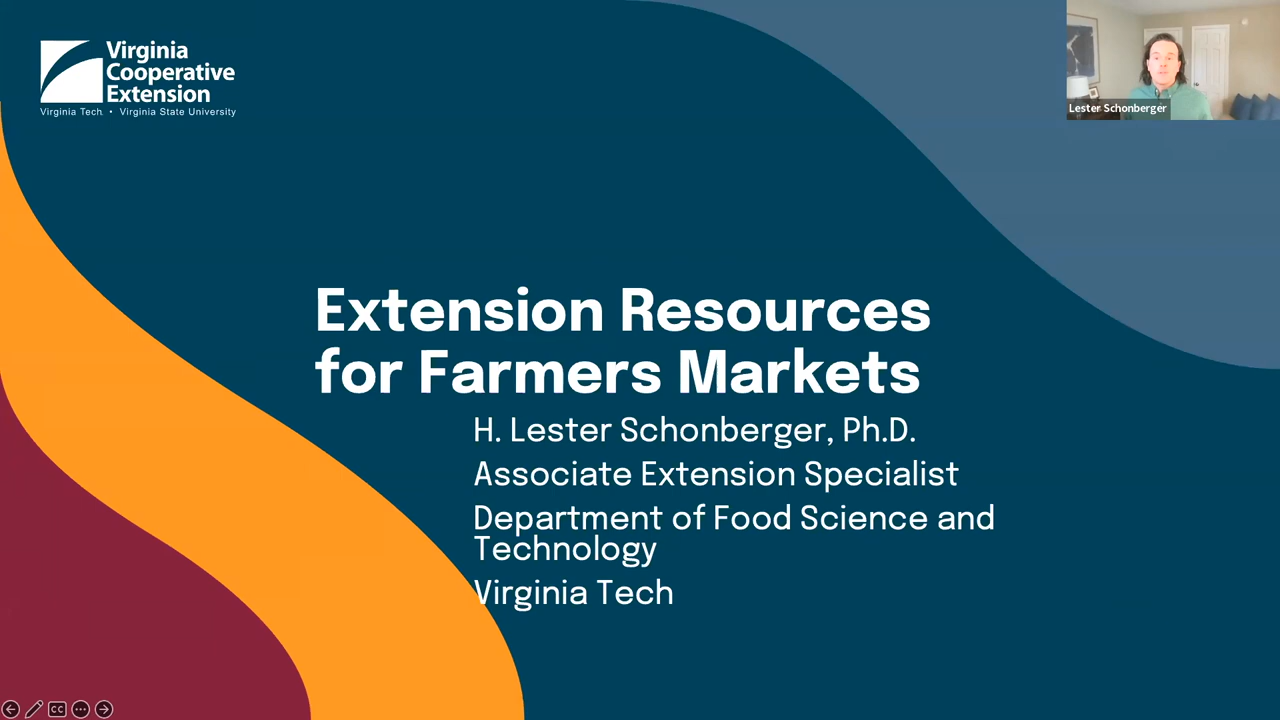 Virginia
Cooperative
Extension
Virginia Tech • Virginia State University
Lester Schonberger
Extension Resources
for Farmers Markets
H. Lester Schonberger, Ph.D.
Associate Extension Specialist
Department of Food Science and
Technology
Virginia Tech
CC